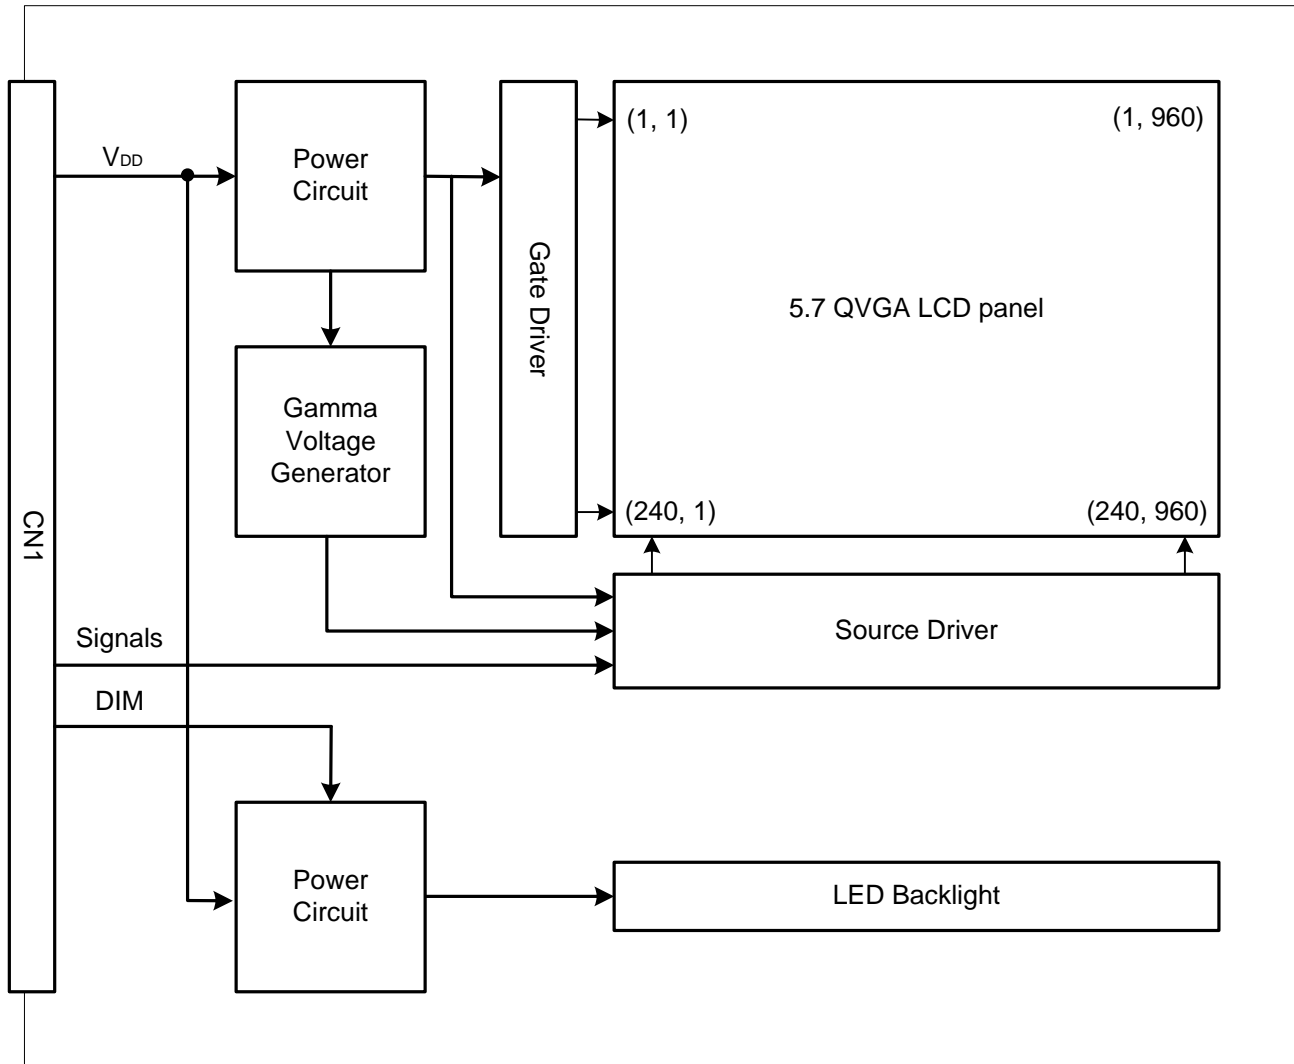 VDD
Power
Circuit
(1, 1)
(1, 960)
Gate Driver
5.7 QVGA LCD panel
Gamma
Voltage
Generator
(240, 1)
(240, 960)
CN1
Signals
Source Driver
DIM
Power
Circuit
LED Backlight